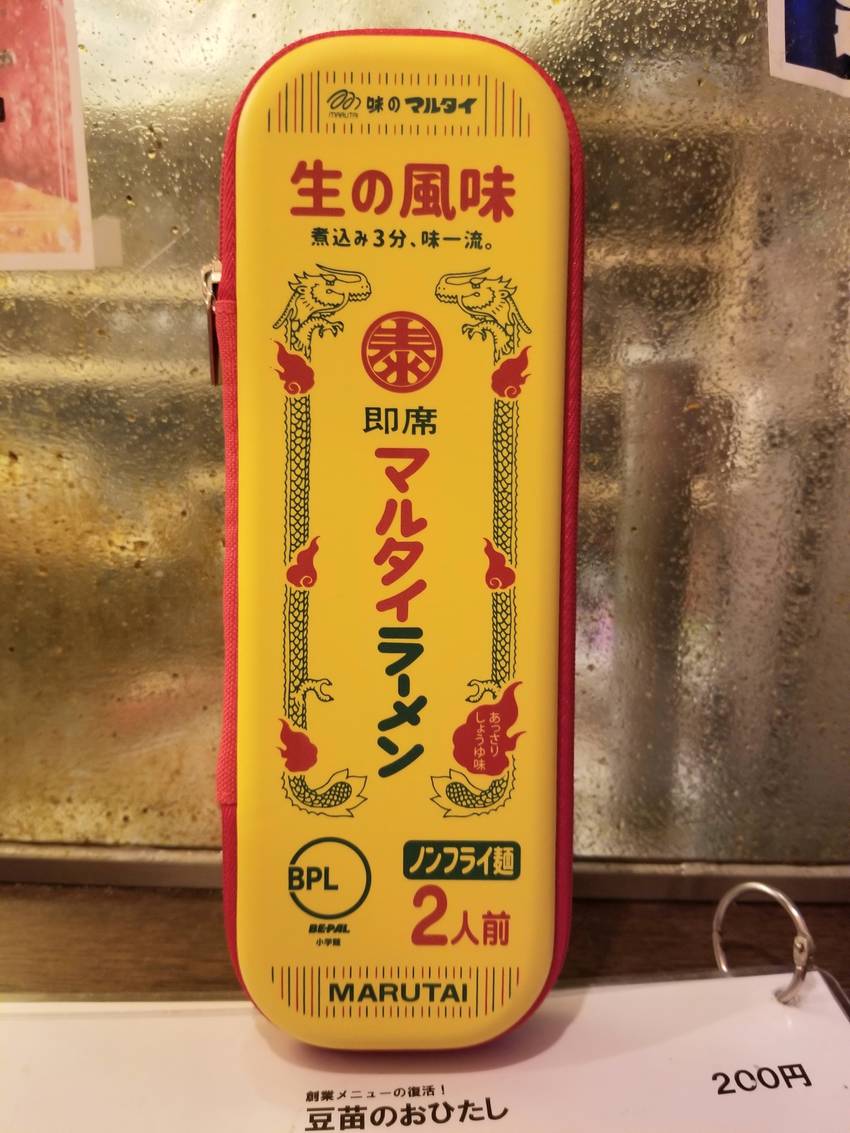 味のマルタイ
MARUTAI
生の風味
煮込み3分、味一流。
泰
即席
マルタイラーメン
あっさり
しょうゆ味
BPL
BE-PAL
小学館
ノンフライ麺
2人前
MARUTAI
創業メニューの復活！
豆苗のおひたし
200円